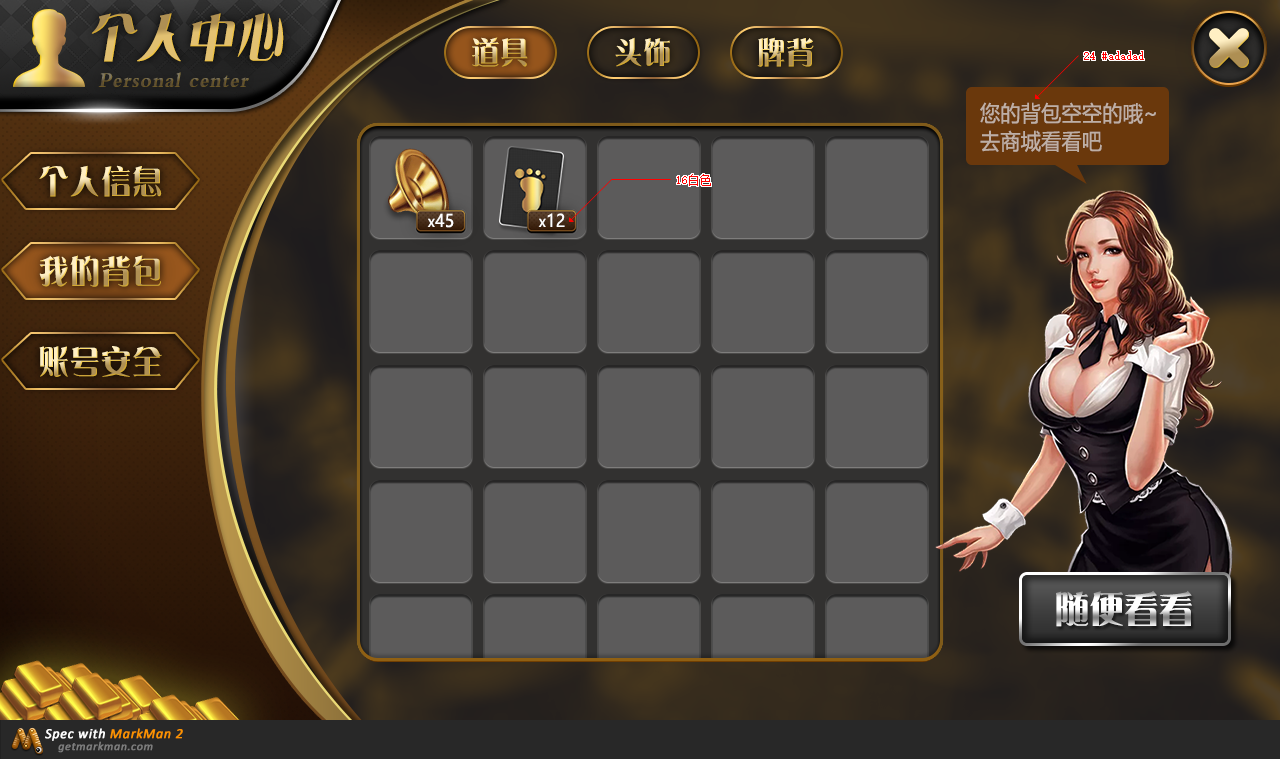 个人中心
Personal center
道具
头饰
牌背
24 #adadad
您的背包空空的哦~
去商城看看吧
个人信息
我的背包
账号安全
x45
x12
16白色
随便看看
Spec with MarkMan 2
getmarkman.com